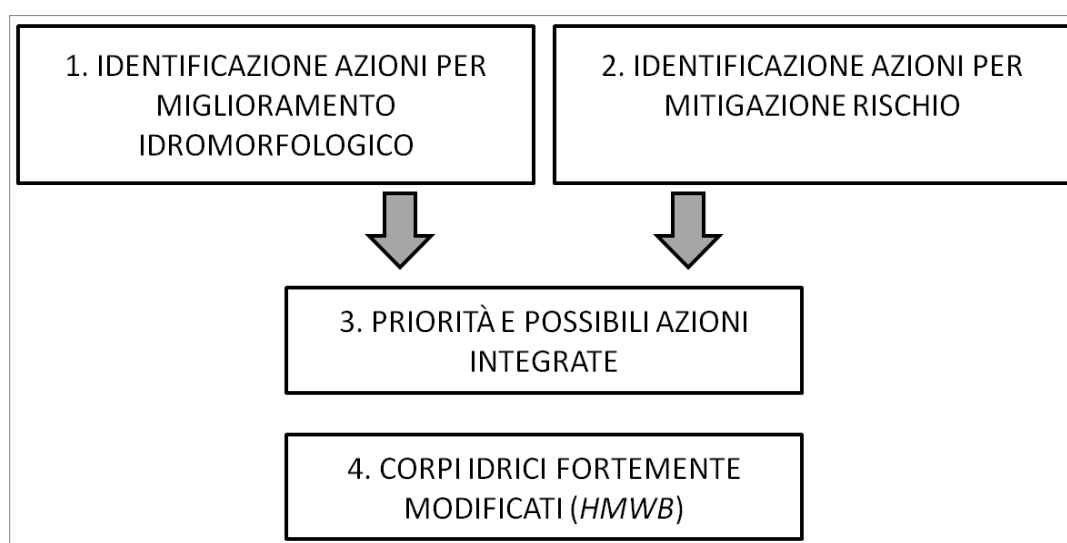 1. IDENTIFICAZIONE AZIONI PER
MIGLIORAMENTO
IDROMORFOLOGICO
2. IDENTIFICAZIONE AZIONI PER
MITIGAZIONE RISCHIO
3. PRIORITÀ E POSSIBILI AZIONI
INTEGRATE
4. CORPI IDRICI FORTEMENTE
MODIFICATI (HMWB)